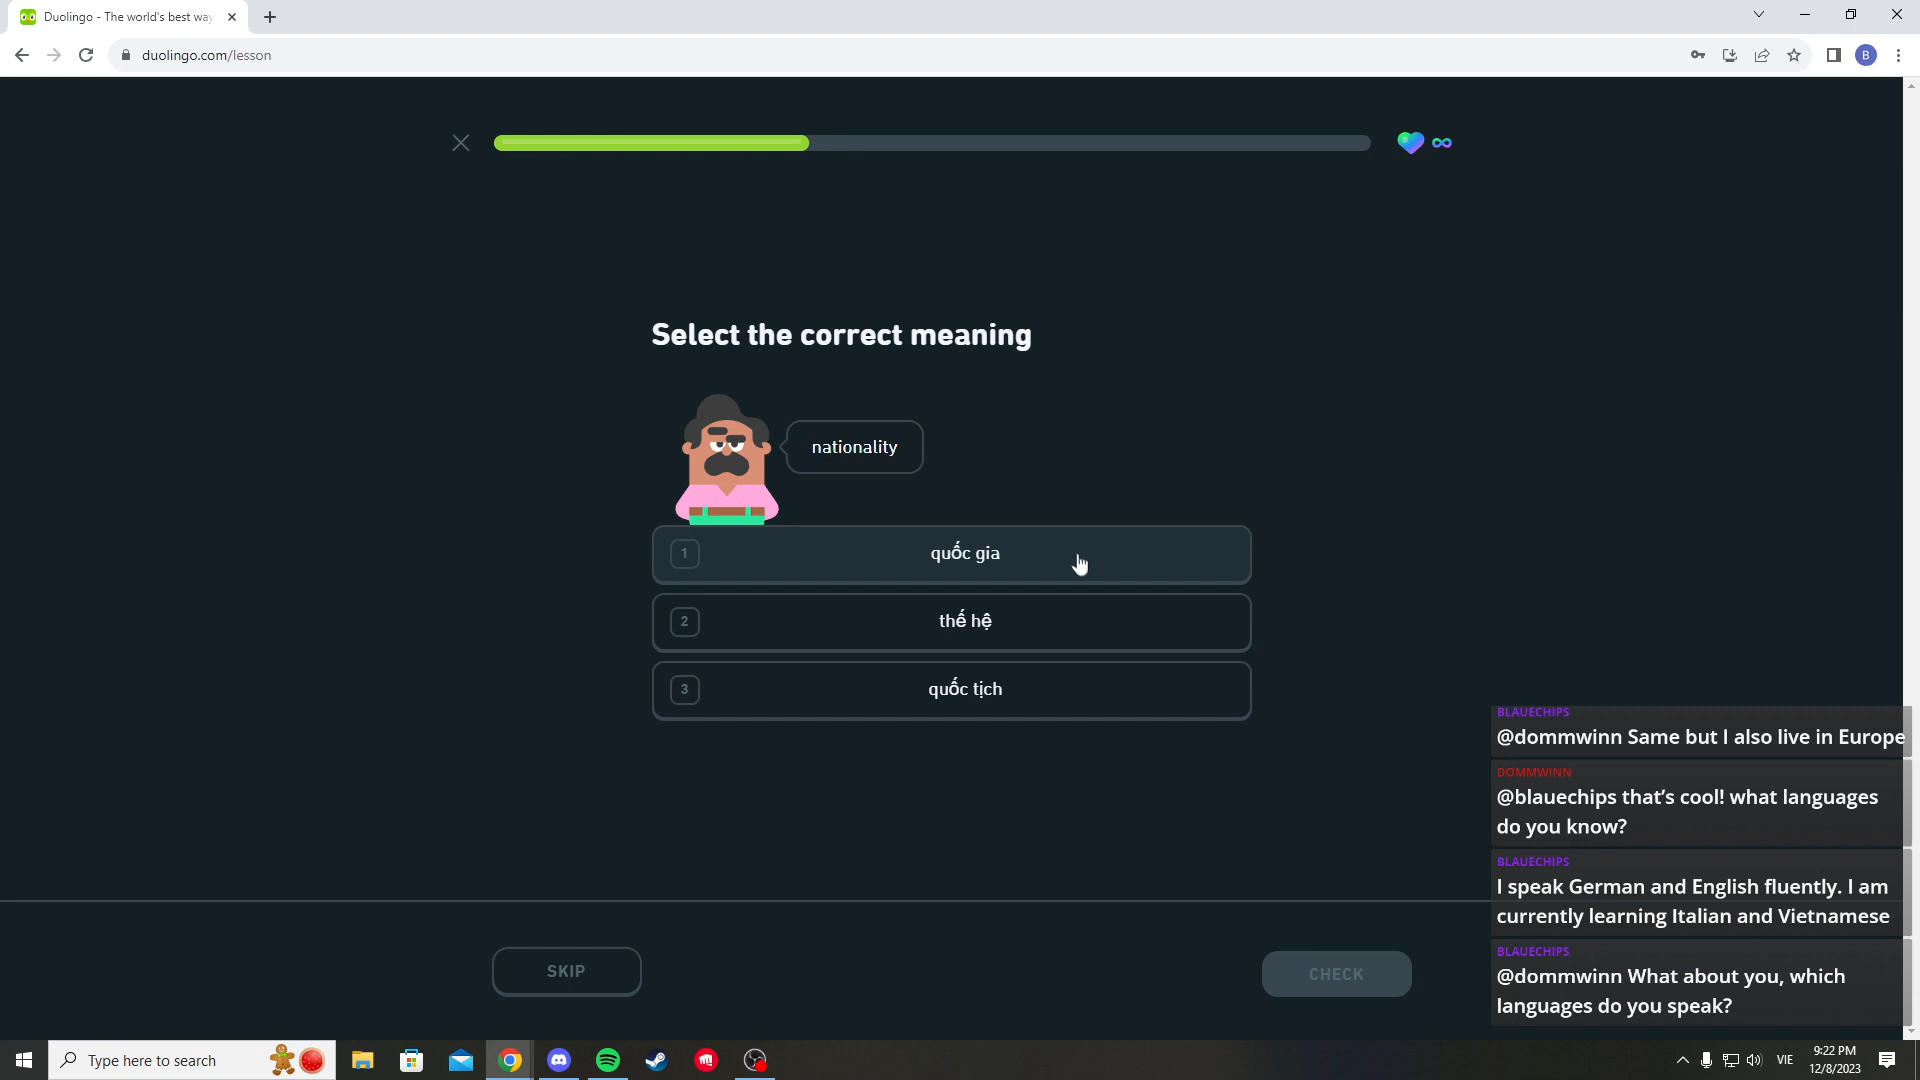 Duolingo - The world's best way
duolingo.com/lesson
B
Select the correct meaning
nationality
1 quốc gia
2 thế hệ
3 quốc tịch
SKIP
CHECK
BLAUECHIPS
@dommwinn Same but I also live in Europe
DOMMWINN
@blauechips that's cool! what languages
do you know?
BLAUECHIPS
I speak German and English fluently. I am
currently learning Italian and Vietnamese
BLAUECHIPS
@dommwinn What about you, which
languages do you speak?
Type here to search
VIE
9:22 PM
12/8/2023